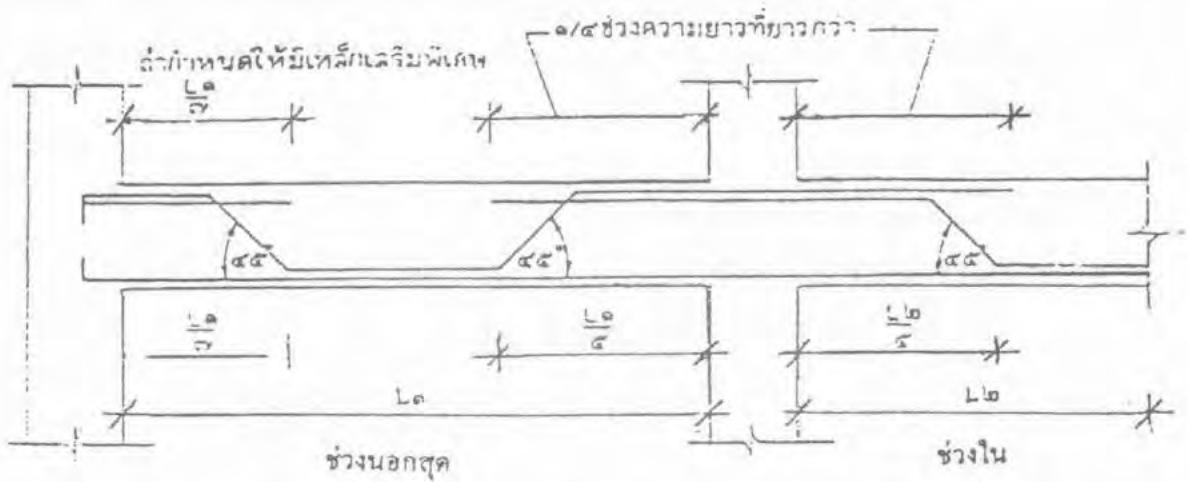 ๑/๔ช่วงความยาวที่ยาวกว่า
ถ้ากำหนดให้มีเหล็กเสริมพิเศษ
L๑
๗
๔๕° ๔๕° ๔๕°
L๑
๗
L๑
L๒
L๑
L๒
ช่วงนอกสุด
ช่วงใน